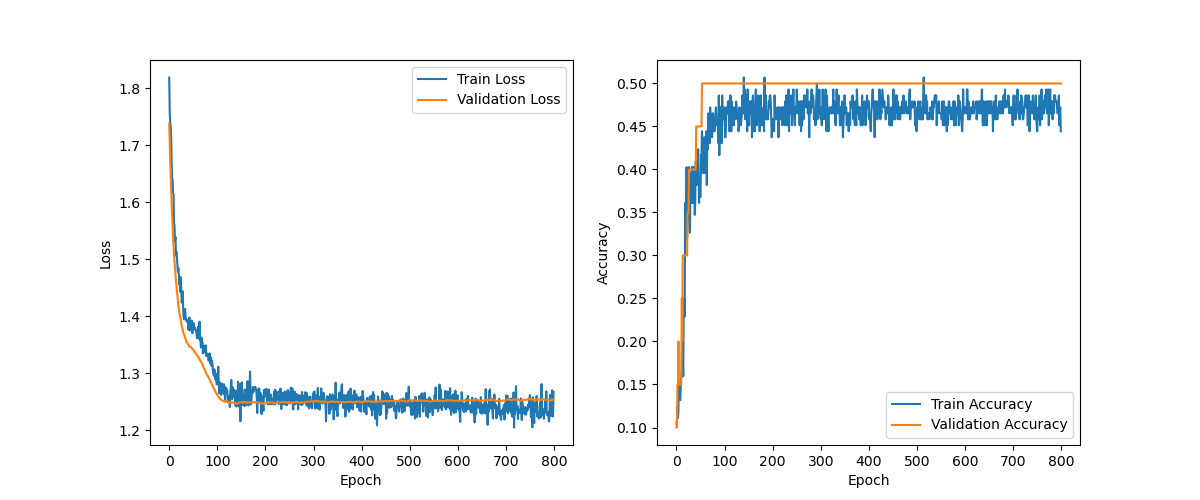 1.8
1.7
1.6
1.5
1.4
1.3
1.2
Loss
0 100 200 300 400 500 600 700 800
Epoch
Train Loss
Validation Loss
0.50
0.45
0.40
0.35
0.30
0.25
0.20
0.15
0.10
Accuracy
0 100 200 300 400 500 600 700 800
Epoch
Train Accuracy
Validation Accuracy